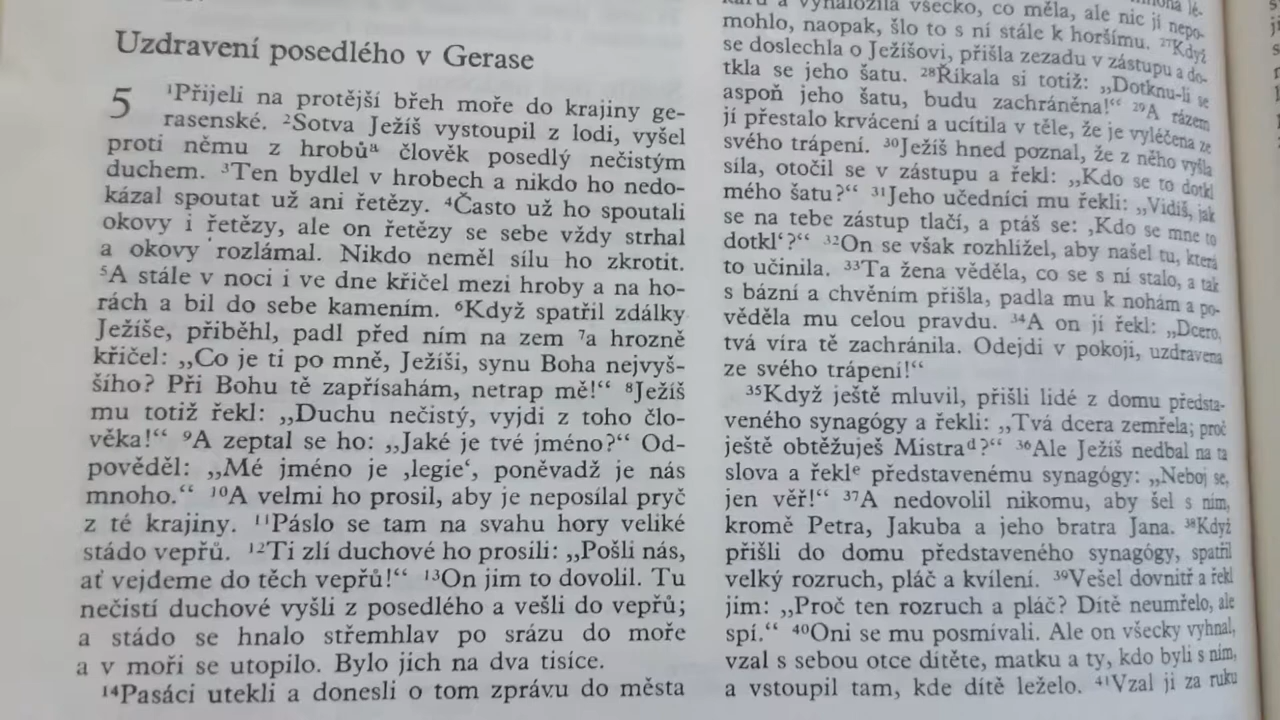 Uzdravení posedlého v Gerase
5 ¹Přijeli na protější břeh moře do krajiny ge-
rasenské. ²Sotva Ježíš vystoupil z lodi, vyšel
proti němu z hrobůᵃ člověk posedlý nečistým
duchem. ³Ten bydlel v hrobech a nikdo ho nedo-
kázal spoutat už ani řetězy. ⁴Často už ho spoutali
okovy i řetězy, ale on řetězy se sebe vždy strhal
a okovy rozlámal. Nikdo neměl sílu ho zkrotit.
⁵A stále v noci i ve dne křičel mezi hroby a na ho-
rách a bil do sebe kamením. ⁶Když spatřil zdálky
Ježíše, přiběhl, padl před ním na zem ⁷a hrozně
křičel: „Co je ti po mně, Ježíši, synu Boha nejvyš-
šího? Při Bohu tě zapřísahám, netrap mě!“ ⁸Ježíš
mu totiž řekl: „Duchu nečistý, vyjdi z toho člo-
věka!“ ⁹A zeptal se ho: „Jaké je tvé jméno?“ Od-
pověděl: „Mé jméno je ‚legie‘, poněvadž je nás
mnoho.“ ¹⁰A velmi ho prosil, aby je neposílal pryč
z té krajiny. ¹¹Páslo se tam na svahu hory veliké
stádo vepřů. ¹²Ti zlí duchové ho prosili: „Pošli nás,
ať vejdeme do těch vepřů!“ ¹³On jim to dovolil. Tu
nečistí duchové vyšli z posedlého a vešli do vepřů;
a stádo se hnalo střemhlav po srázu do moře
a v moři se utopilo. Bylo jich na dva tisíce.
¹⁴Pasáci utekli a donesli o tom zprávu do města
a vynaložila všecko, co měla, ale nic jí nepo-
mohlo, naopak, šlo to s ní stále k horšímu. ²⁷Když
se doslechla o Ježíšovi, přišla zezadu v zástupu a do-
tkla se jeho šatu. ²⁸Říkala si totiž: „Dotknu-li se
aspoň jeho šatu, budu zachráněna!“ ²⁹A rázem
jí přestalo krvácení a ucítila v těle, že je vyléčena ze
svého trápení. ³⁰Ježíš hned poznal, že z něho vyšla
síla, otočil se v zástupu a řekl: „Kdo se to dotkl
mého šatu?“ ³¹Jeho učedníci mu řekli: „Vidíš, jak
se na tebe zástup tlačí, a ptáš se: ‚Kdo se mne to
dotkl‘?“ ³²On se však rozhlížel, aby našel tu, která
to učinila. ³³Ta žena věděla, co se s ní stalo, a tak
s bázní a chvěním přišla, padla mu k nohám a po-
věděla mu celou pravdu. ³⁴A on jí řekl: „Dcero,
tvá víra tě zachránila. Odejdi v pokoji, uzdravena
ze svého trápení!“
³⁵Když ještě mluvil, přišli lidé z domu předsta-
veného synagógy a řekli: „Tvá dcera zemřela; proč
ještě obtěžuješ Mistraᵈ?“ ³⁶Ale Ježíš nedbal na ta
slova a řeklᵉ představenému synagógy: „Neboj se,
jen věř!“ ³⁷A nedovolil nikomu, aby šel s ním,
kromě Petra, Jakuba a jeho bratra Jana. ³⁸Když
přišli do domu představeného synagógy, spatřil
velký rozruch, pláč a kvílení. ³⁹Vešel dovnitř a řekl
jim: „Proč ten rozruch a pláč? Dítě neumřelo, ale
spí.“ ⁴⁰Oni se mu posmívali. Ale on všecky vyhnal,
vzal s sebou otce dítěte, matku a ty, kdo byli s ním,
a vstoupil tam, kde dítě leželo. ⁴¹Vzal ji za ruku